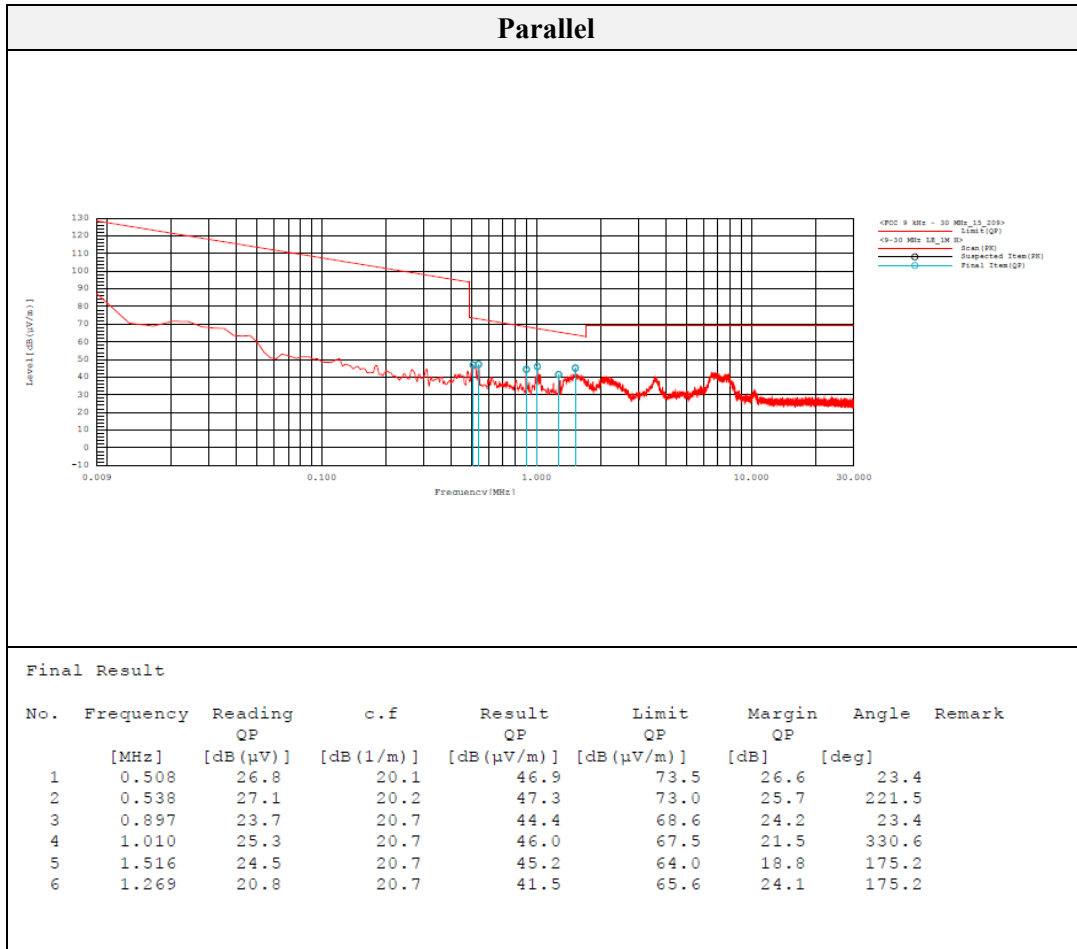 Parallel
<FCC 9 kHz - 30 MHz_15_209>
Limit(QP)
<9-30 MHz LE_1M H>
Scan(PK)
Suspected Item(PK)
Final Item(QP)
130
120
110
100
90
80
70
60
50
40
30
20
10
0
-10
Level[dB(μV/m)]
0.009 0.100 1.000 10.000 30.000
Frequency[MHz]
Final Result
No. Frequency Reading c.f Result Limit Margin Angle Remark
QP QP QP QP
[MHz] [dB(μV)] [dB(1/m)] [dB(μV/m)] [dB(μV/m)] [dB] [deg]
1 0.508 26.8 20.1 46.9 73.5 26.6 23.4
2 0.538 27.1 20.2 47.3 73.0 25.7 221.5
3 0.897 23.7 20.7 44.4 68.6 24.2 23.4
4 1.010 25.3 20.7 46.0 67.5 21.5 330.6
5 1.516 24.5 20.7 45.2 64.0 18.8 175.2
6 1.269 20.8 20.7 41.5 65.6 24.1 175.2